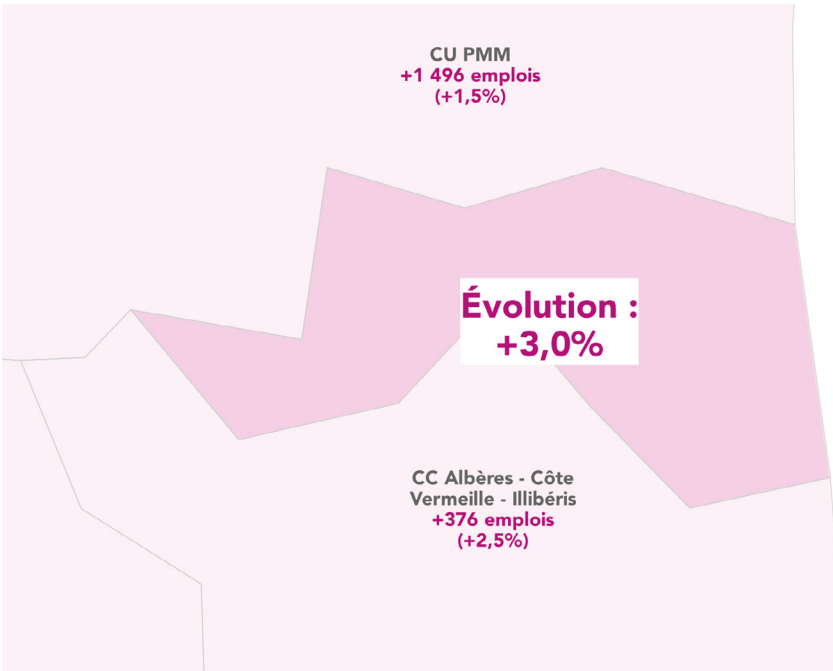 CU PMM
+1 496 emplois
(+1,5%)
Évolution :
+3,0%
CC Albères - Côte
Vermeille - Illibéris
+376 emplois
(+2,5%)